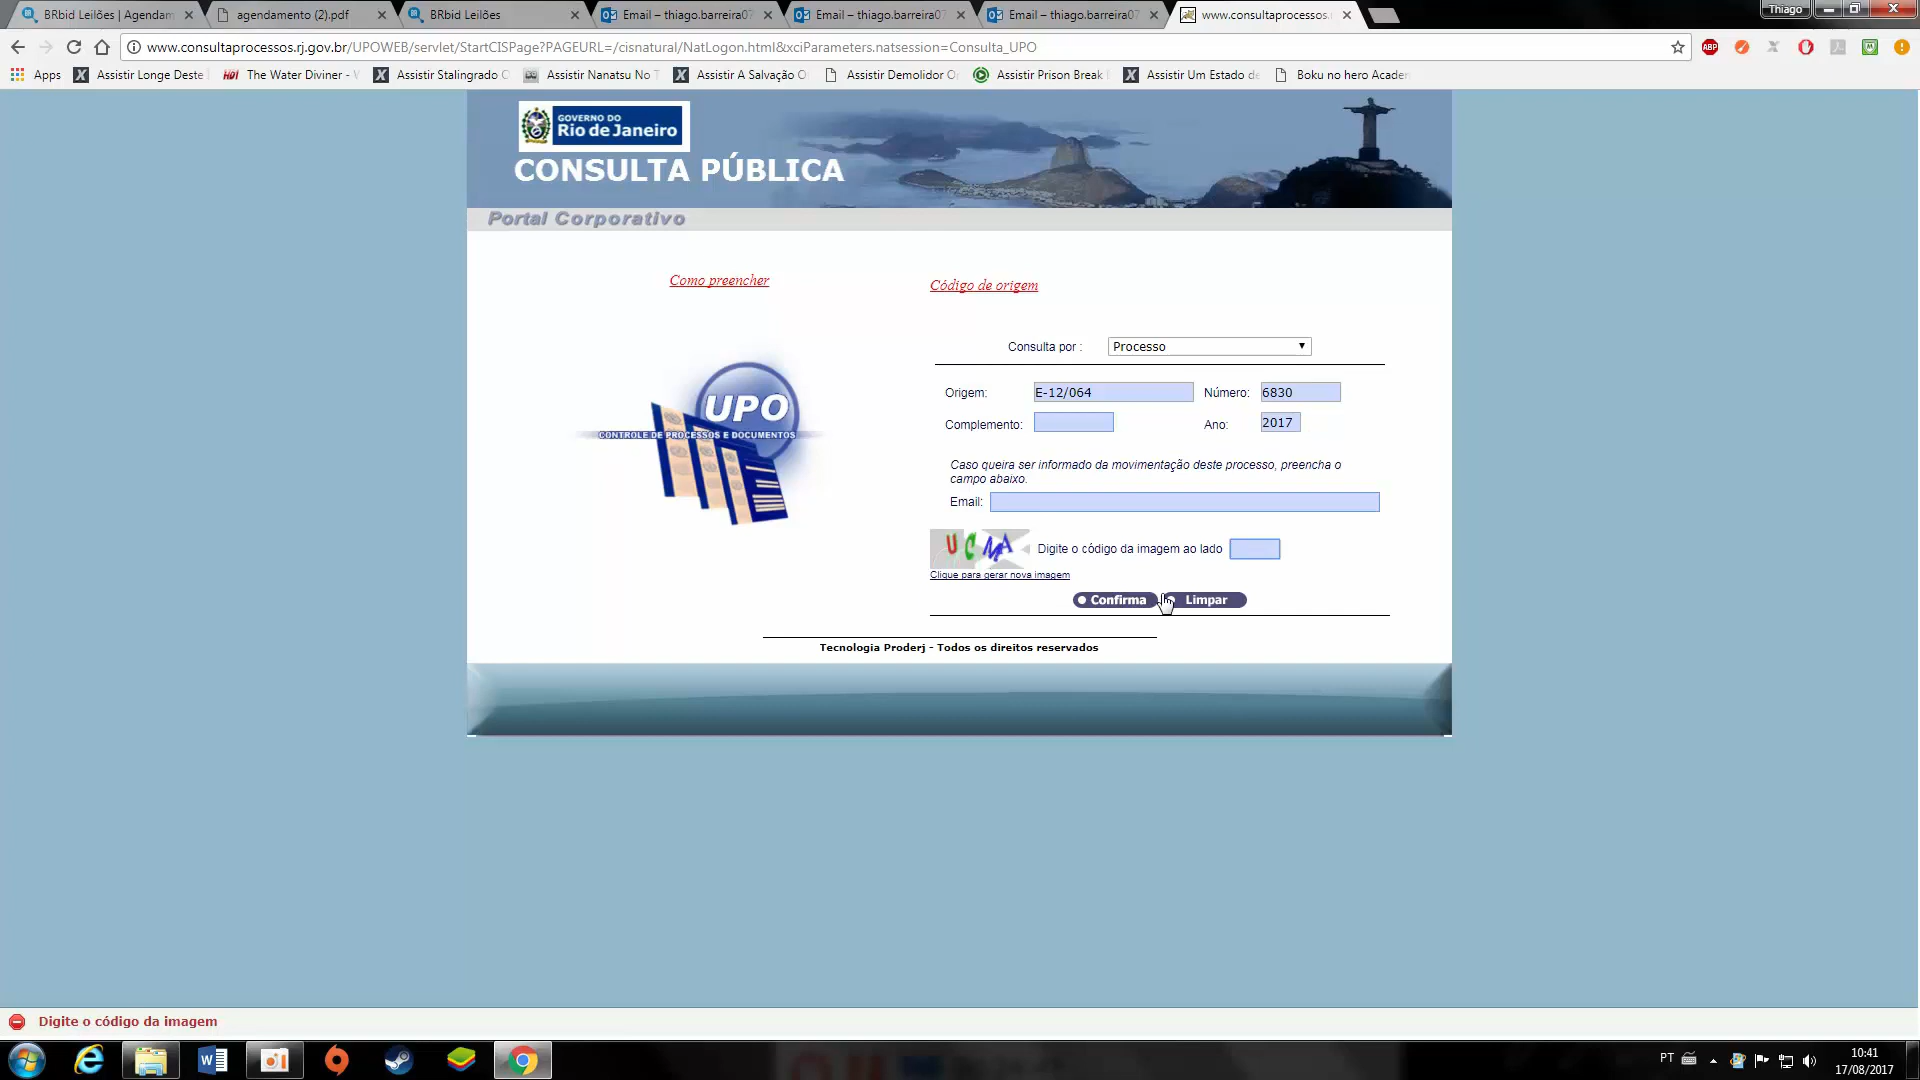 BRbid Leilões | Agendam
agendamento (2).pdf
BRbid Leilões
Email – thiago.barreira07
Email – thiago.barreira07
Email – thiago.barreira07
www.consultaprocessos.
Thiago
www.consultaprocessos.rj.gov.br/UPOWEB/servlet/StartCISPage?PAGEURL=/cisnatural/NatLogon.html&xciParameters.natsession=Consulta_UPO
ABP
Apps
Assistir Longe Deste
HD!
The Water Diviner -
Assistir Stalingrado
Assistir Nanatsu No T
Assistir A Salvação O
Assistir Demolidor O
Assistir Prison Break
Assistir Um Estado de
Boku no hero Acade
GOVERNO DO
Rio de Janeiro
CONSULTA PÚBLICA
Portal Corporativo
Como preencher
Código de origem
Consulta por :
Processo
UPO
CONTROLE DE PROCESSOS E DOCUMENTOS
Origem:
E-12/064
Número:
6830
Complemento:
Ano:
2017
Caso queira ser informado da movimentação deste processo, preencha o
campo abaixo.
Email:
UCMA
Digite o código da imagem ao lado
Clique para gerar nova imagem
Confirma
Limpar
Tecnologia Proderj - Todos os direitos reservados
Digite o código da imagem
PT
10:41
17/08/2017